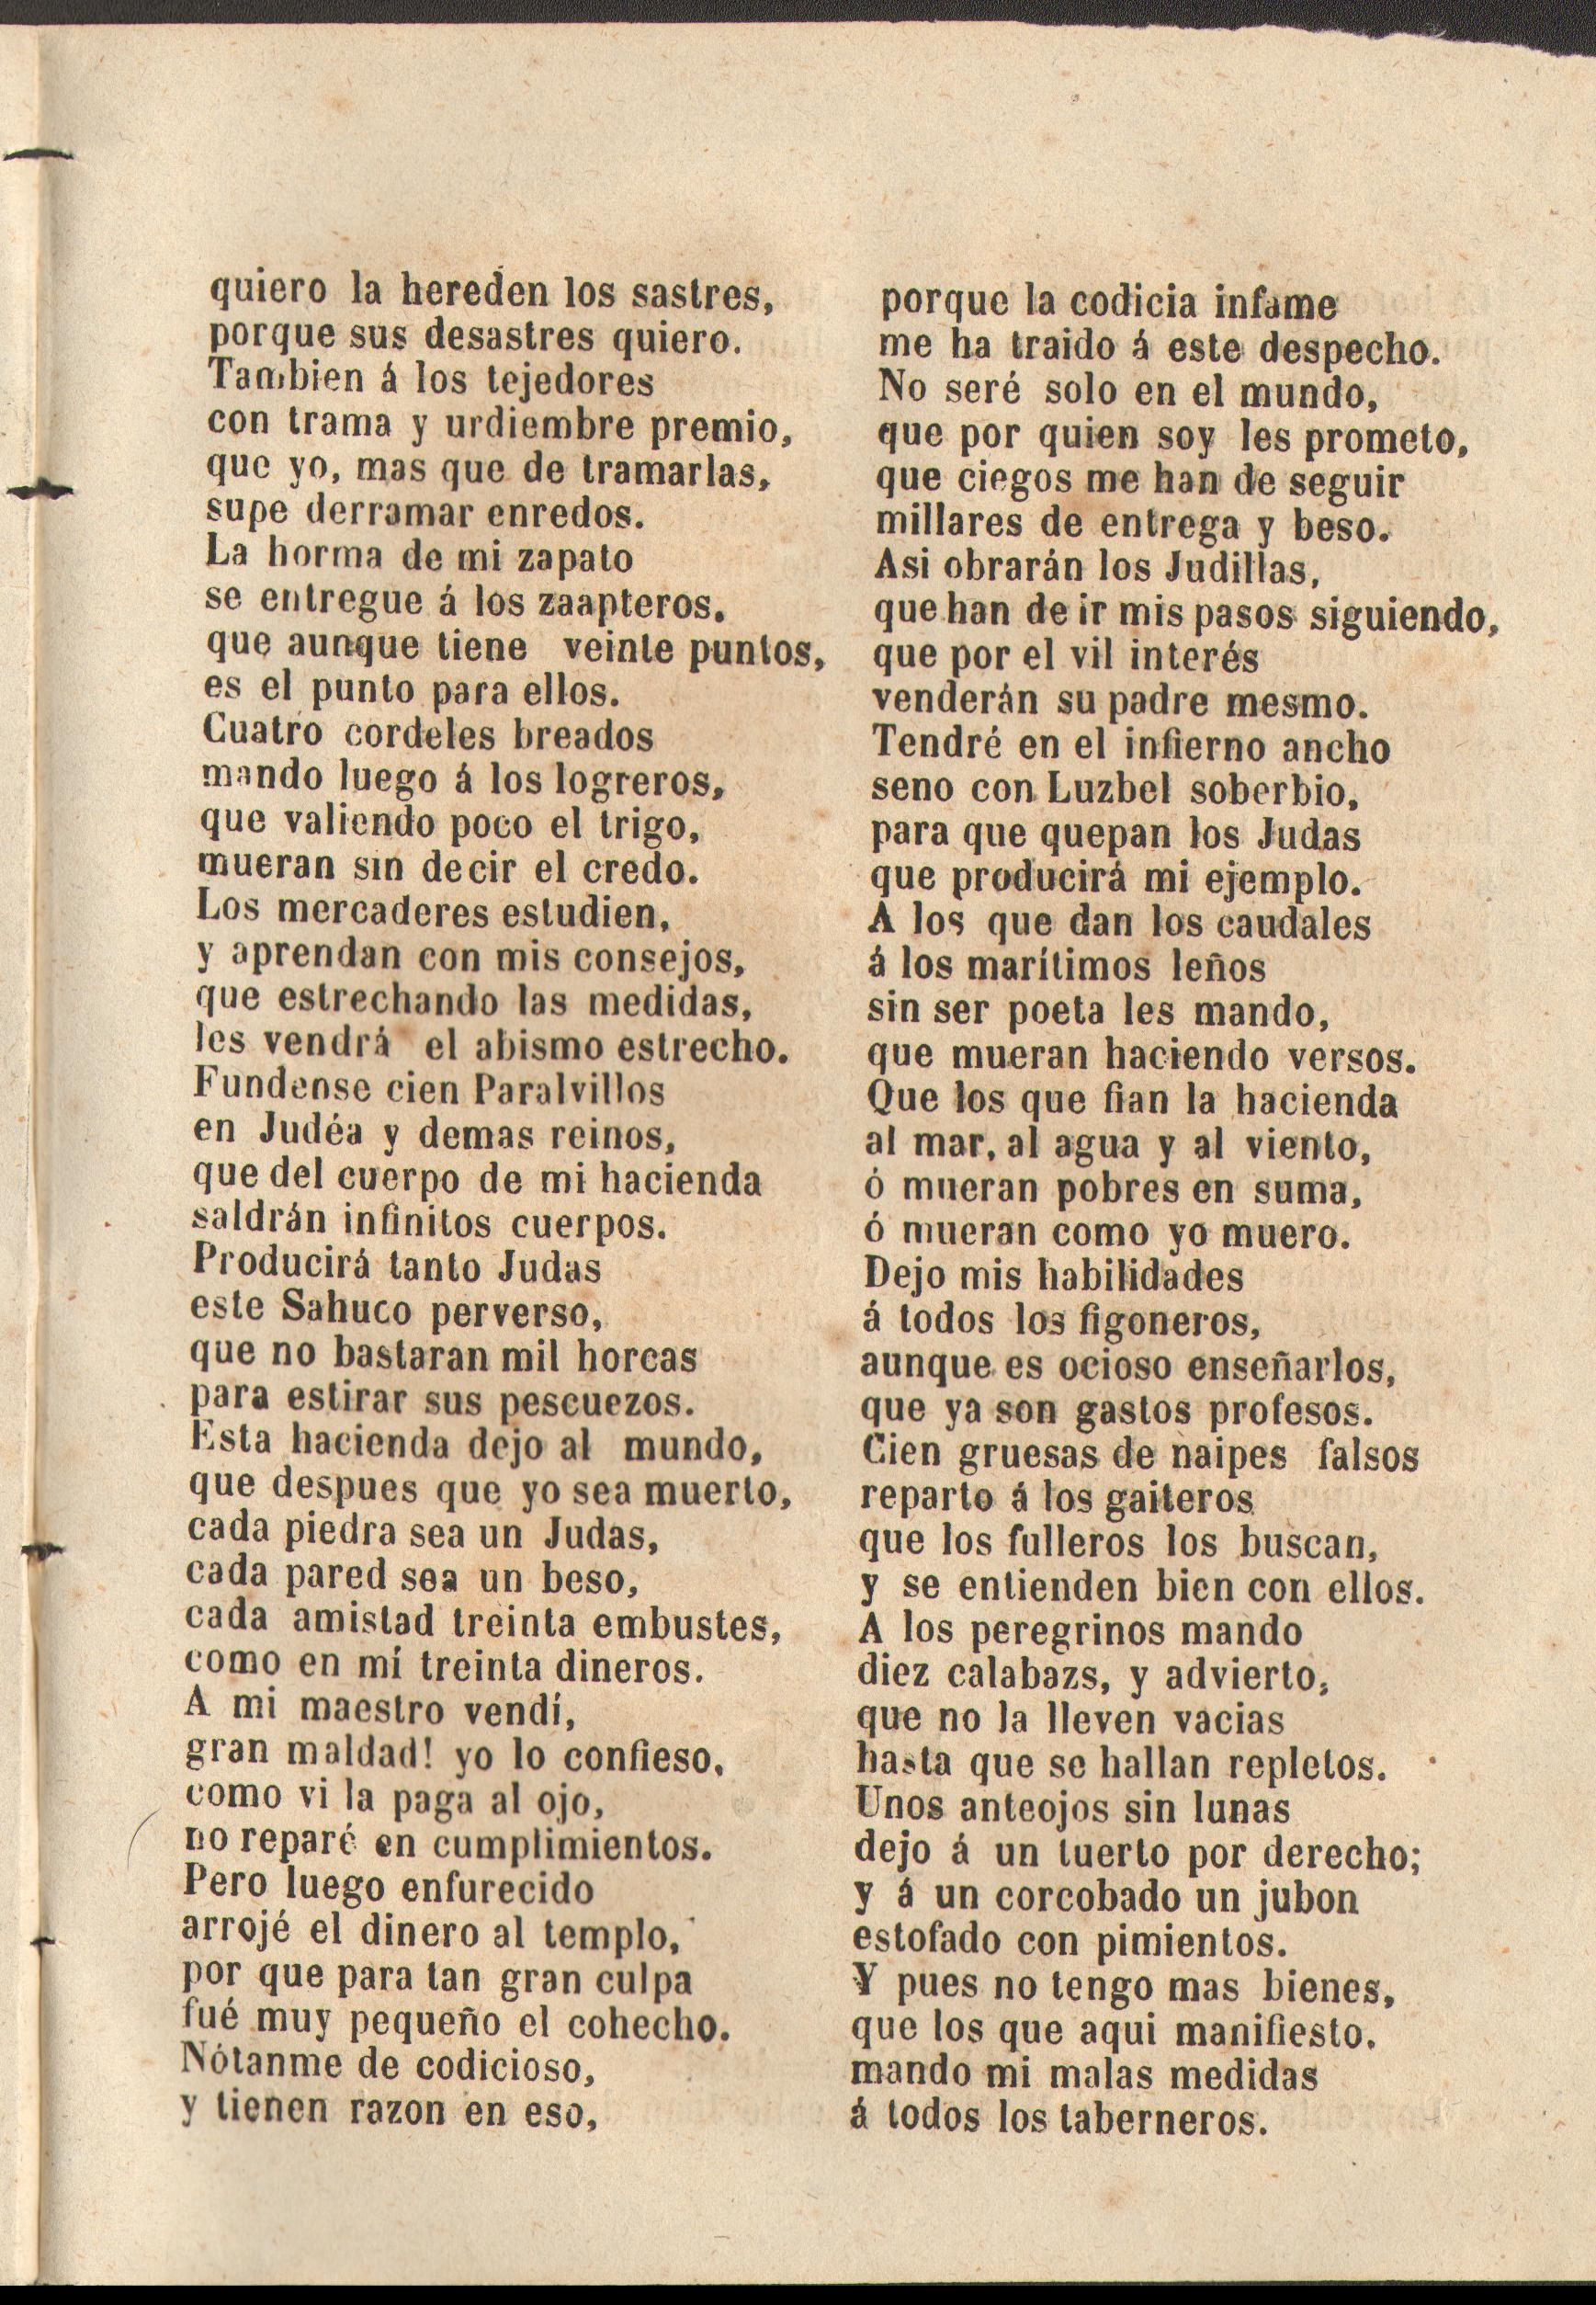 quiero la hereden los sastres,
porque sus desastres quiero.
Tambien á los tejedores
con trama y urdiembre premio,
que yo, mas que de tramarlas,
supe derramar enredos.
La horma de mi zapato
se entregue á los zaapteros.
que aunque tiene veinte puntos,
es el punto para ellos.
Cuatro cordeles breados
mando luego á los logreros,
que valiendo poco el trigo,
mueran sin decir el credo.
Los mercaderes estudien,
y aprendan con mis consejos,
que estrechando las medidas,
les vendrá el abismo estrecho.
Fundense cien Paralvillos
en Judéa y demas reinos,
que del cuerpo de mi hacienda
saldrán infinitos cuerpos.
Producirá tanto Judas
este Sahuco perverso,
que no bastaran mil horcas
para estirar sus pescuezos.
Esta hacienda dejo al mundo,
que despues que yo sea muerto,
cada piedra sea un Judas,
cada pared sea un beso,
cada amistad treinta embustes,
como en mí treinta dineros.
A mi maestro vendí,
gran maldad! yo lo confieso,
como vi la paga al ojo,
no reparé en cumplimientos.
Pero luego enfurecido
arrojé el dinero al templo,
por que para tan gran culpa
fué muy pequeño el cohecho.
Nótanme de codicioso,
y tienen razon en eso,
porque la codicia infame
me ha traido á este despecho.
No seré solo en el mundo,
que por quien soy les prometo,
que ciegos me han de seguir
millares de entrega y beso.
Asi obrarán los Judillas,
que han de ir mis pasos siguiendo,
que por el vil interés
venderán su padre mesmo.
Tendré en el infierno ancho
seno con Luzbel soberbio,
para que quepan los Judas
que producirá mi ejemplo.
A los que dan los caudales
á los marítimos leños
sin ser poeta les mando,
que mueran haciendo versos.
Que los que fian la hacienda
al mar, al agua y al viento,
ó mueran pobres en suma,
ó mueran como yo muero.
Dejo mis habilidades
á todos los figoneros,
aunque es ocioso enseñarlos,
que ya son gastos profesos.
Cien gruesas de naipes falsos
reparto á los gaiteros
que los fulleros los buscan,
y se entienden bien con ellos.
A los peregrinos mando
diez calabazs, y advierto,
que no la lleven vacias
hasta que se hallan repletos.
Unos anteojos sin lunas
dejo á un tuerto por derecho;
y á un corcobado un jubon
estofado con pimientos.
Y pues no tengo mas bienes,
que los que aqui manifiesto.
mando mi malas medidas
á todos los taberneros.